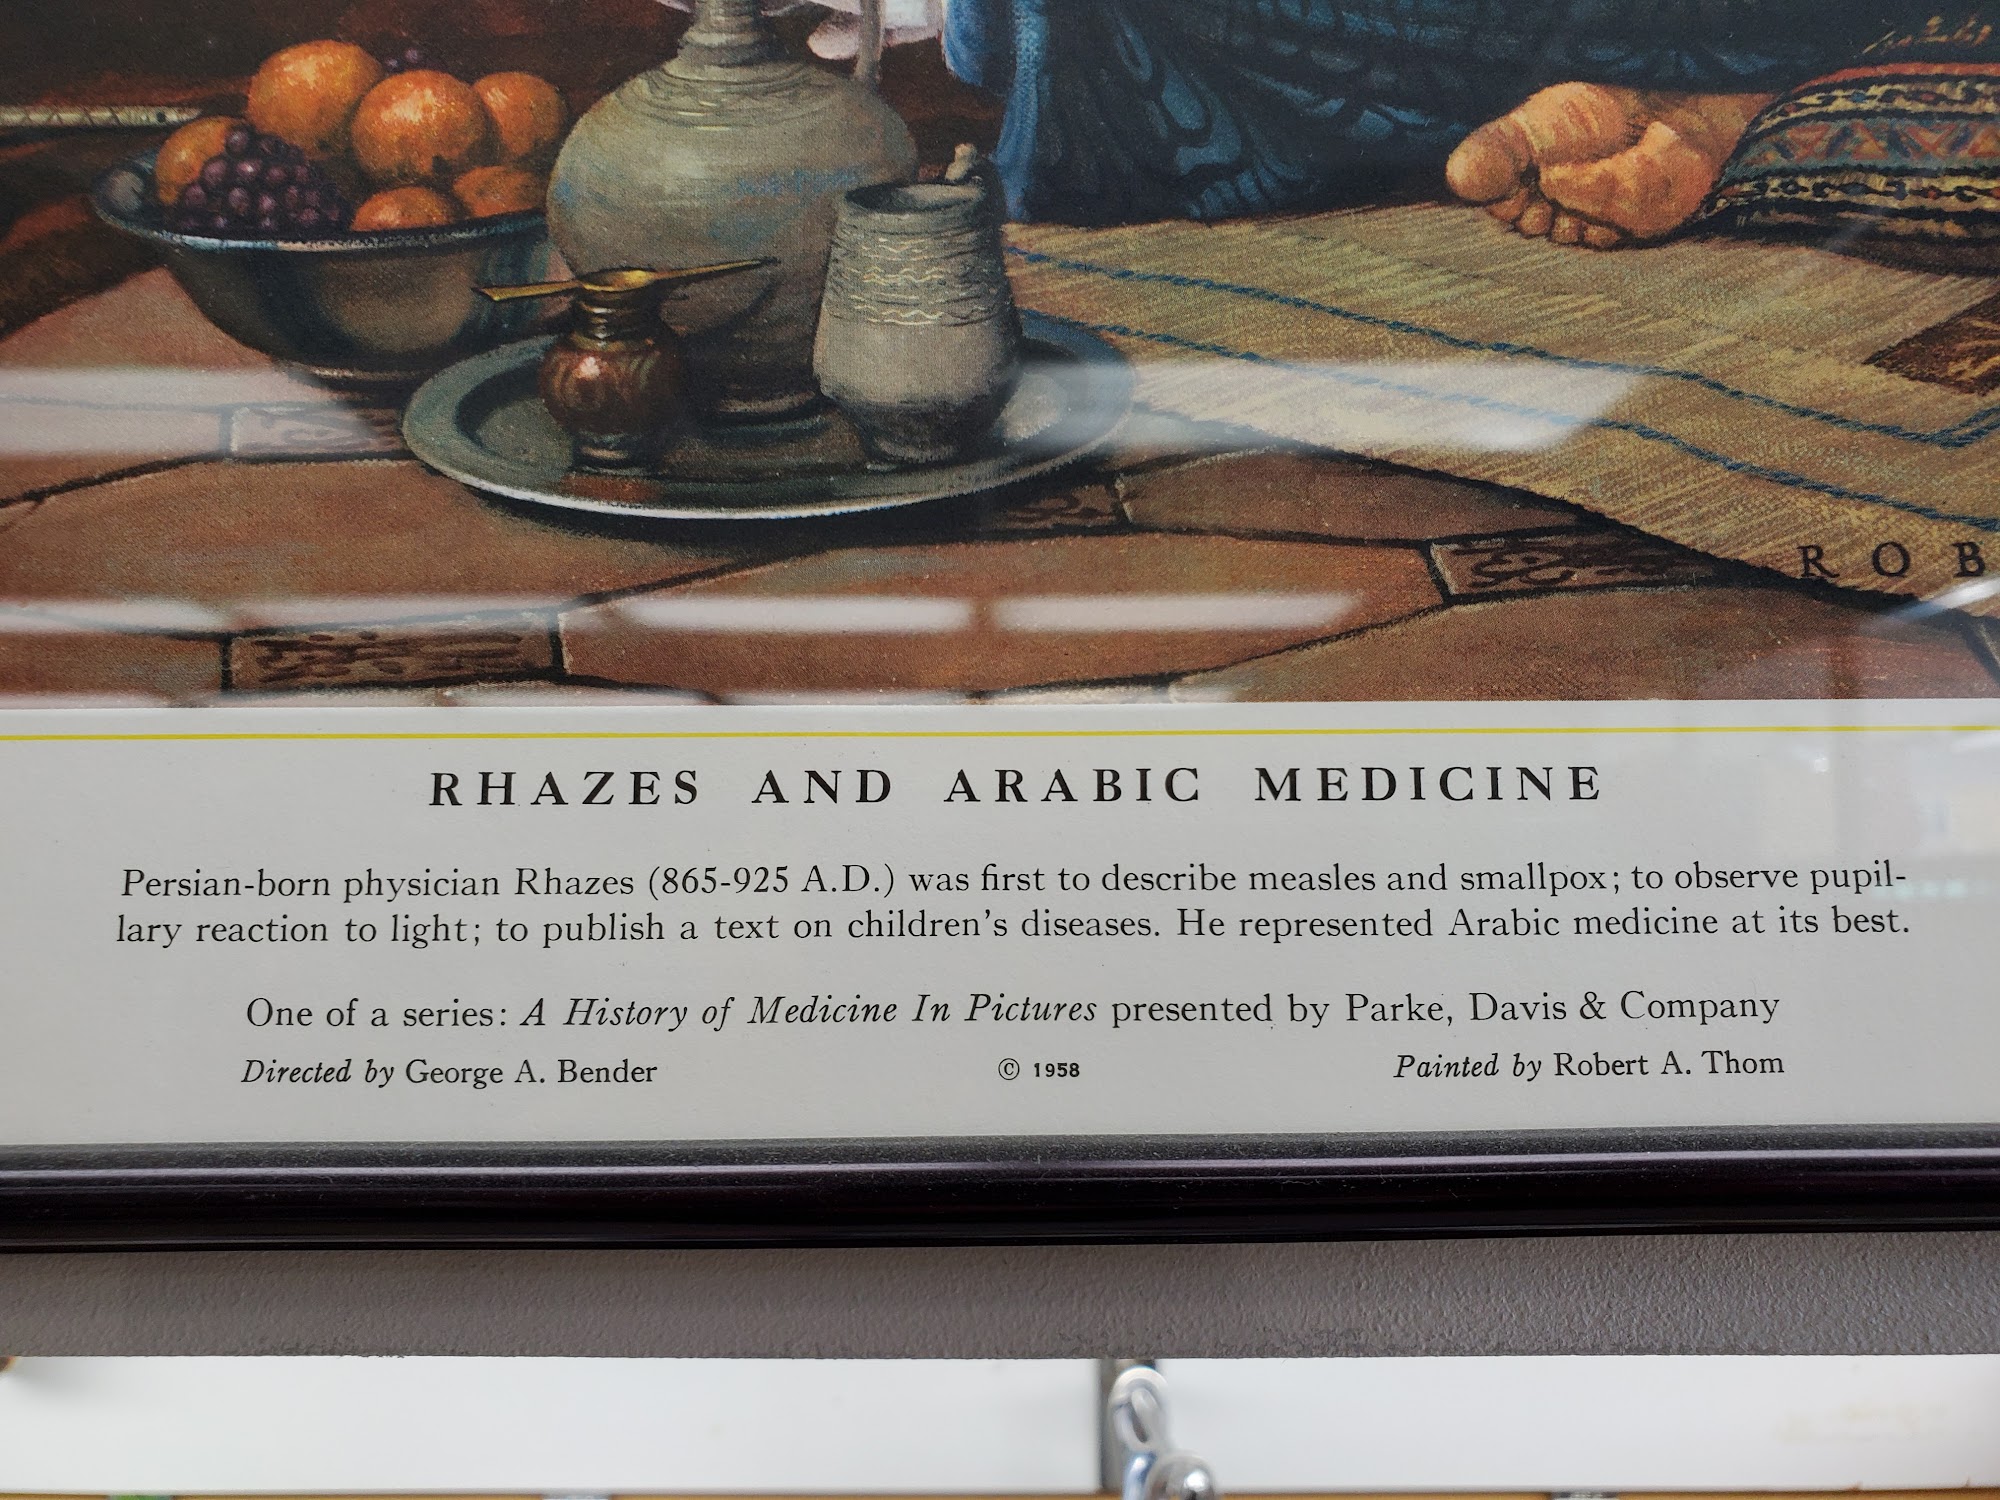 ROB
RHAZES AND ARABIC MEDICINE
Persian-born physician Rhazes (865-925 A.D.) was first to describe measles and smallpox; to observe pupil-
lary reaction to light; to publish a text on children's diseases. He represented Arabic medicine at its best.
One of a series: A History of Medicine In Pictures presented by Parke, Davis & Company
Directed by George A. Bender © 1958 Painted by Robert A. Thom